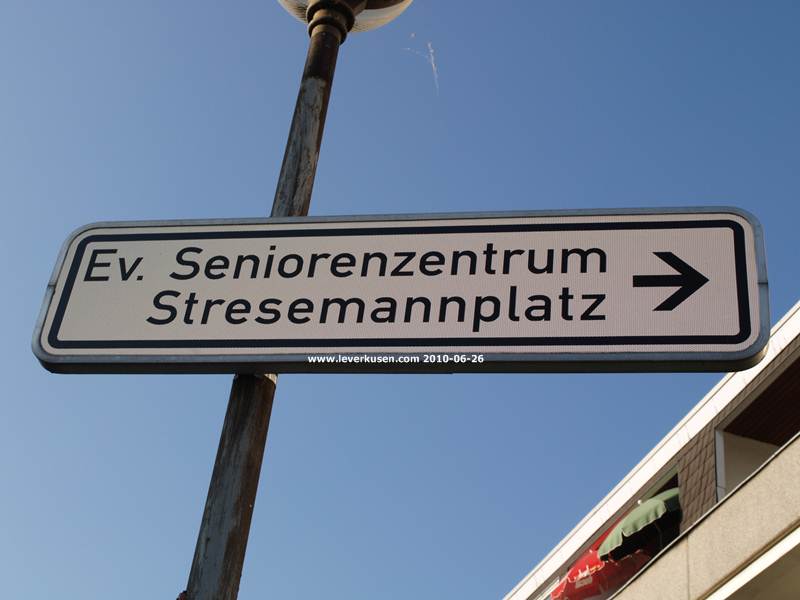 Ev. Seniorenzentrum
Stresemannplatz
www.leverkusen.com 2010-06-26